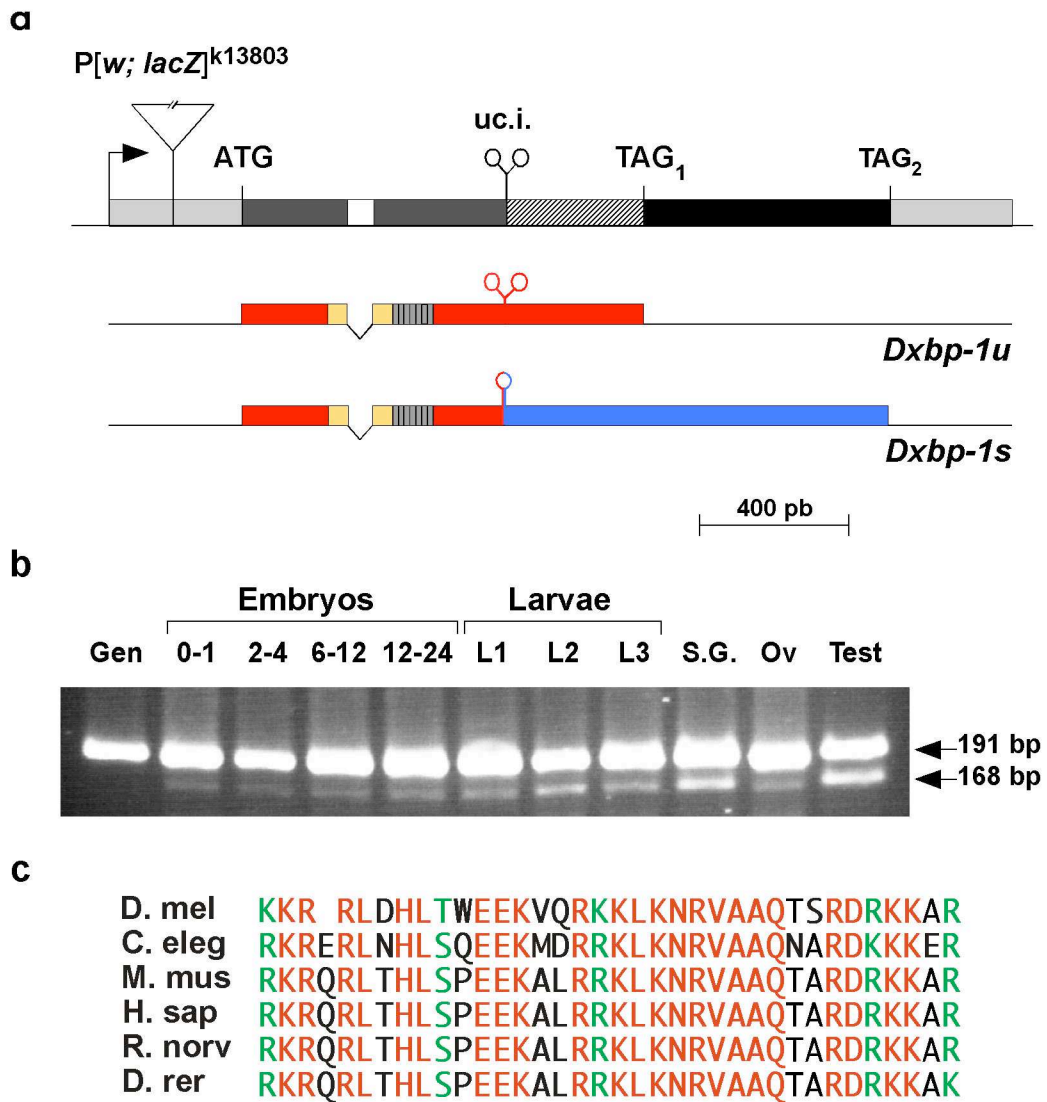 a
P[w; lacZ]k13803
uc.i.
ATG
TAG1
TAG2
Dxbp-1u
Dxbp-1s
400 pb
b
Embryos Larvae
Gen 0-1 2-4 6-12 12-24 L1 L2 L3 S.G. Ov Test
191 bp
168 bp
c
D. mel KKR RLDHLTWEEKVQRKKLKNRVAAQTSRDRKKAR
C. eleg RKRERLNHLSQEEKMDRRKLKNRVAAQNARDKKKER
M. mus RKRQRLTHLSPEEKALRRKLKNRVAAQTARDRKKAR
H. sap RKRQRLTHLSPEEKALRRKLKNRVAAQTARDRKKAR
R. norv RKRQRLTHLSPEEKALRRKLKNRVAAQTARDRKKAR
D. rer RKRQRLTHLSPEEKALRRKLKNRVAAQTARDRKKAK